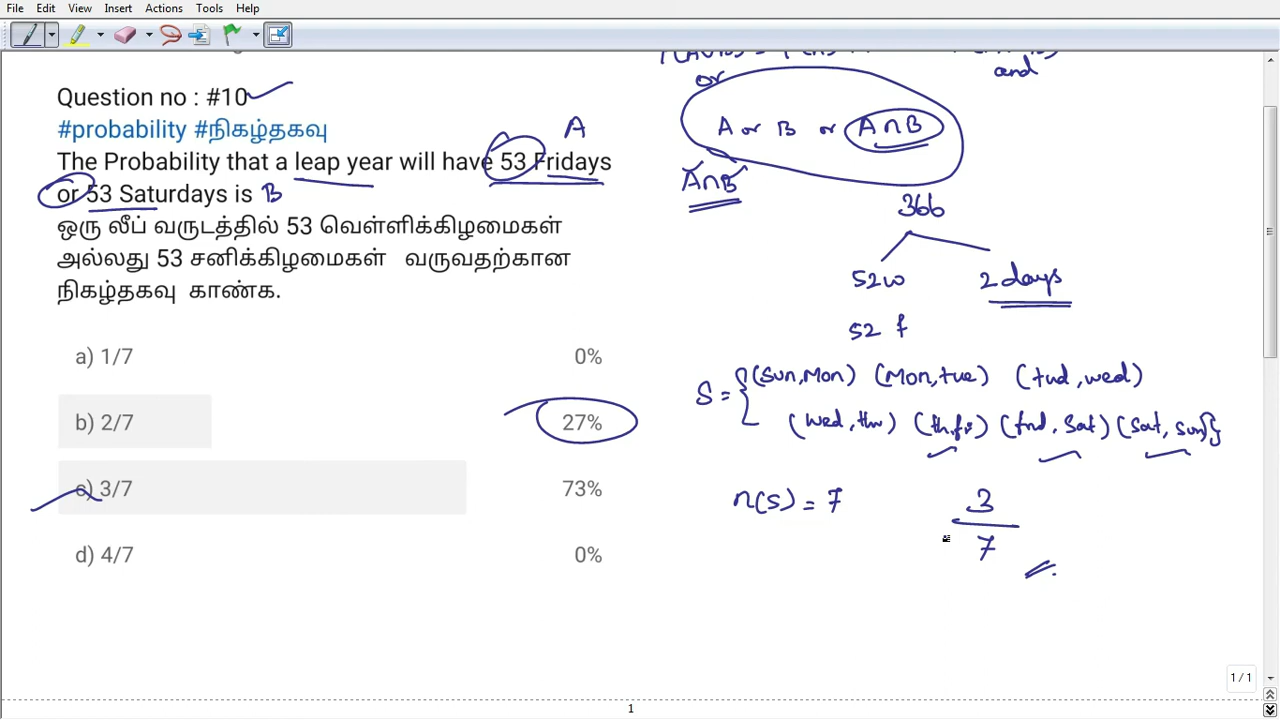 File Edit View Insert Actions Tools Help
Question no : #10
#probability #நிகழ்தகவு
A
The Probability that a leap year will have 53 Fridays
or 53 Saturdays is B
ஒரு லீப் வருடத்தில் 53 வெள்ளிக்கிழமைகள்
அல்லது 53 சனிக்கிழமைகள் வருவதற்கான
நிகழ்தகவு காண்க.
a) 1/7 0%
b) 2/7 27%
c) 3/7 73%
d) 4/7 0%
or and
A or B or A∩B
A∩B
366
52w 2 days
52 f
S = {(Sun,Mon) (Mon,tue) (tud,wed)
(wed,thu) (th,fri) (frid,Sat) (Sat,Sun)}
n(S) = 7
3
7
1 / 1
1